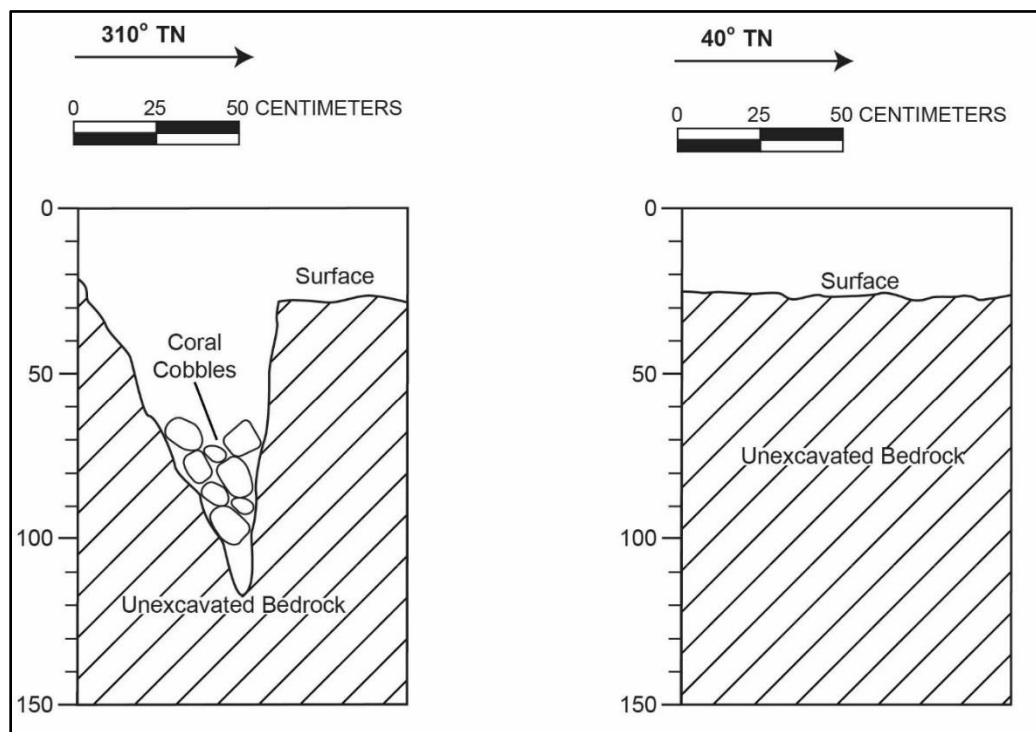 310° TN
0 25 50 CENTIMETERS
0
50
100
150
Surface
Coral
Cobbles
Unexcavated Bedrock
40° TN
0 25 50 CENTIMETERS
0
50
100
150
Surface
Unexcavated Bedrock